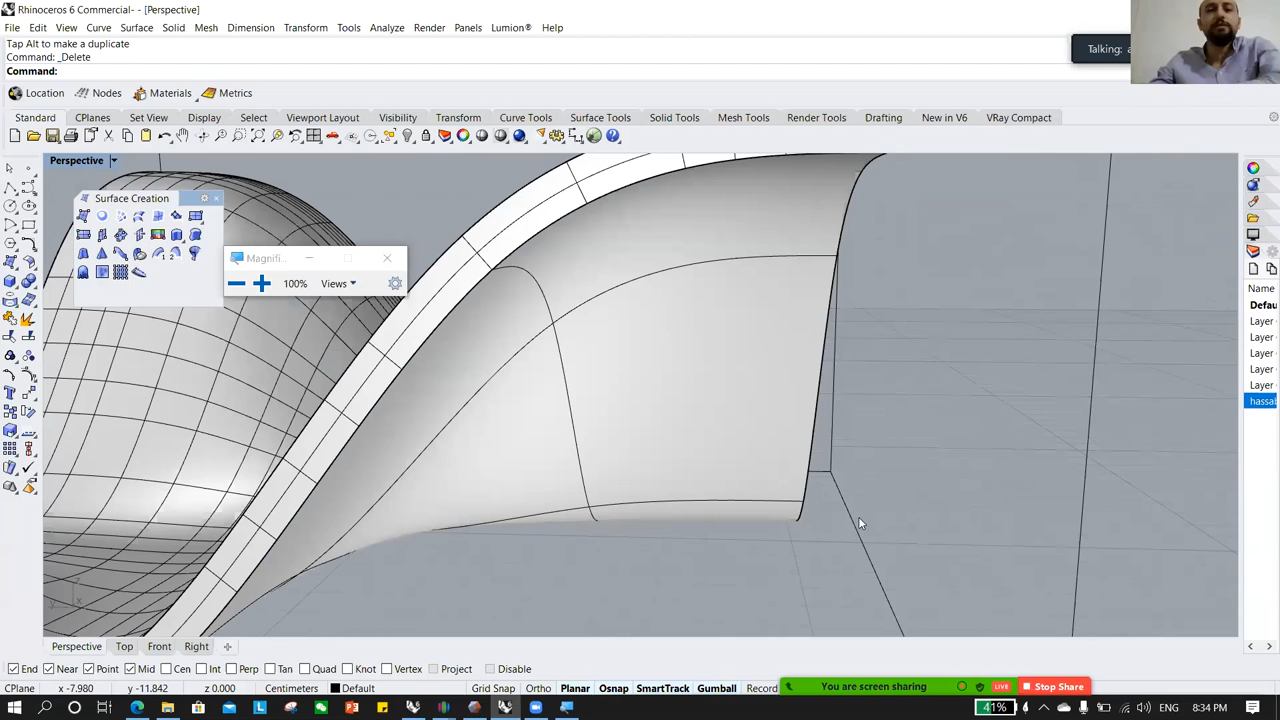 Rhinoceros 6 Commercial- - [Perspective]
File Edit View Curve Surface Solid Mesh Dimension Transform Tools Analyze Render Panels Lumion® Help
Tap Alt to make a duplicate
Command: _Delete
Command:
Talking: a
Location Nodes Materials Metrics
Standard CPlanes Set View Display Select Viewport Layout Visibility Transform Curve Tools Surface Tools Solid Tools Mesh Tools Render Tools Drafting New in V6 VRay Compact
Perspective
Surface Creation
Magnifi...
100% Views
Name
Defau
Layer
Layer
Layer
Layer
Layer
hassab
z
y x
Perspective Top Front Right
End Near Point Mid Cen Int Perp Tan Quad Knot Vertex Project Disable
CPlane x -7.980 y -11.842 z 0.000 Centimeters Default Grid Snap Ortho Planar Osnap SmartTrack Gumball Record
You are screen sharing LIVE Stop Share
41% ENG 8:34 PM